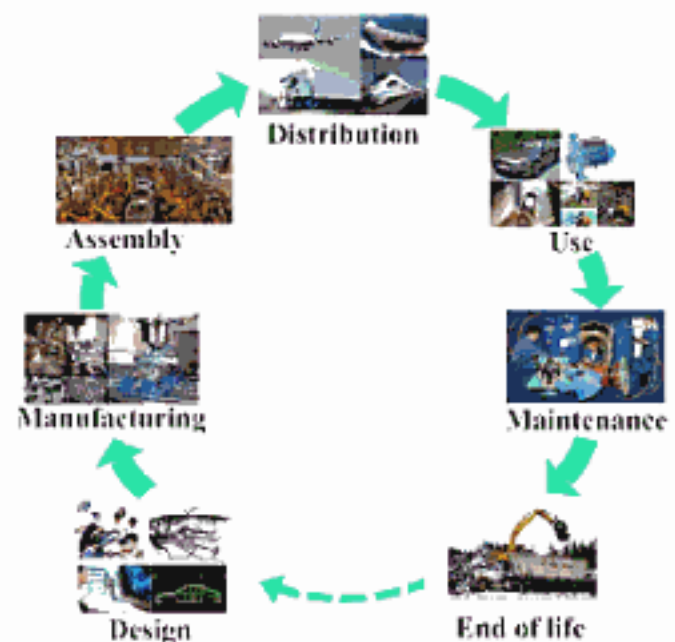 Distribution
Assembly
Use
Manufacturing
Maintenance
Design
End of life